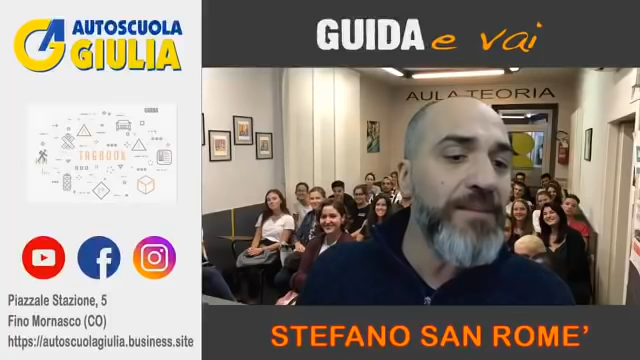 AUTOSCUOLA
GIULIA
GUIDA e vai
AULA TEORIA
TAGBOOK
Piazzale Stazione, 5
Fino Mornasco (CO)
https://autoscuolagiulia.business.site
STEFANO SAN ROME’